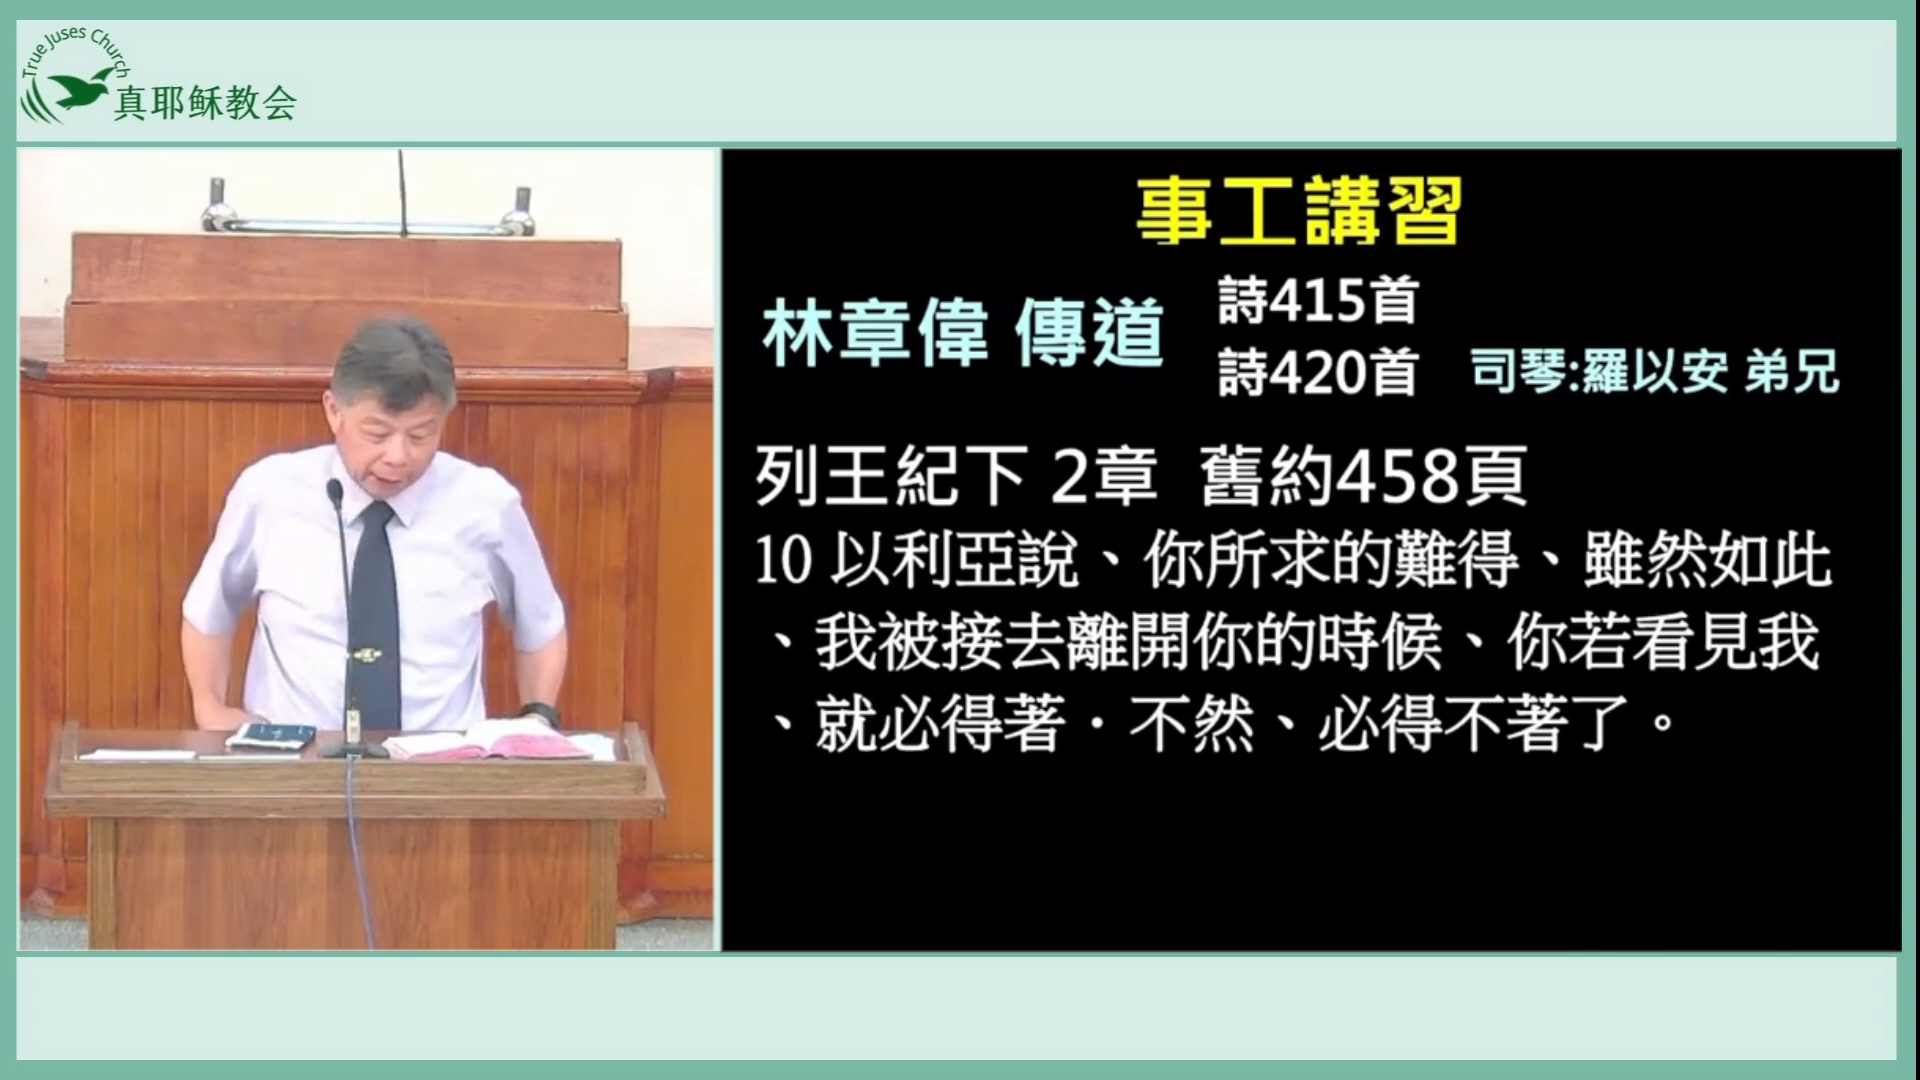 True Juses Church
真耶稣教会
事工講習
林章偉 傳道
詩415首
詩420首
司琴:羅以安 弟兄
列王紀下 2章 舊約458頁
10 以利亞說、你所求的難得、雖然如此
、我被接去離開你的時候、你若看見我
、就必得著．不然、必得不著了。